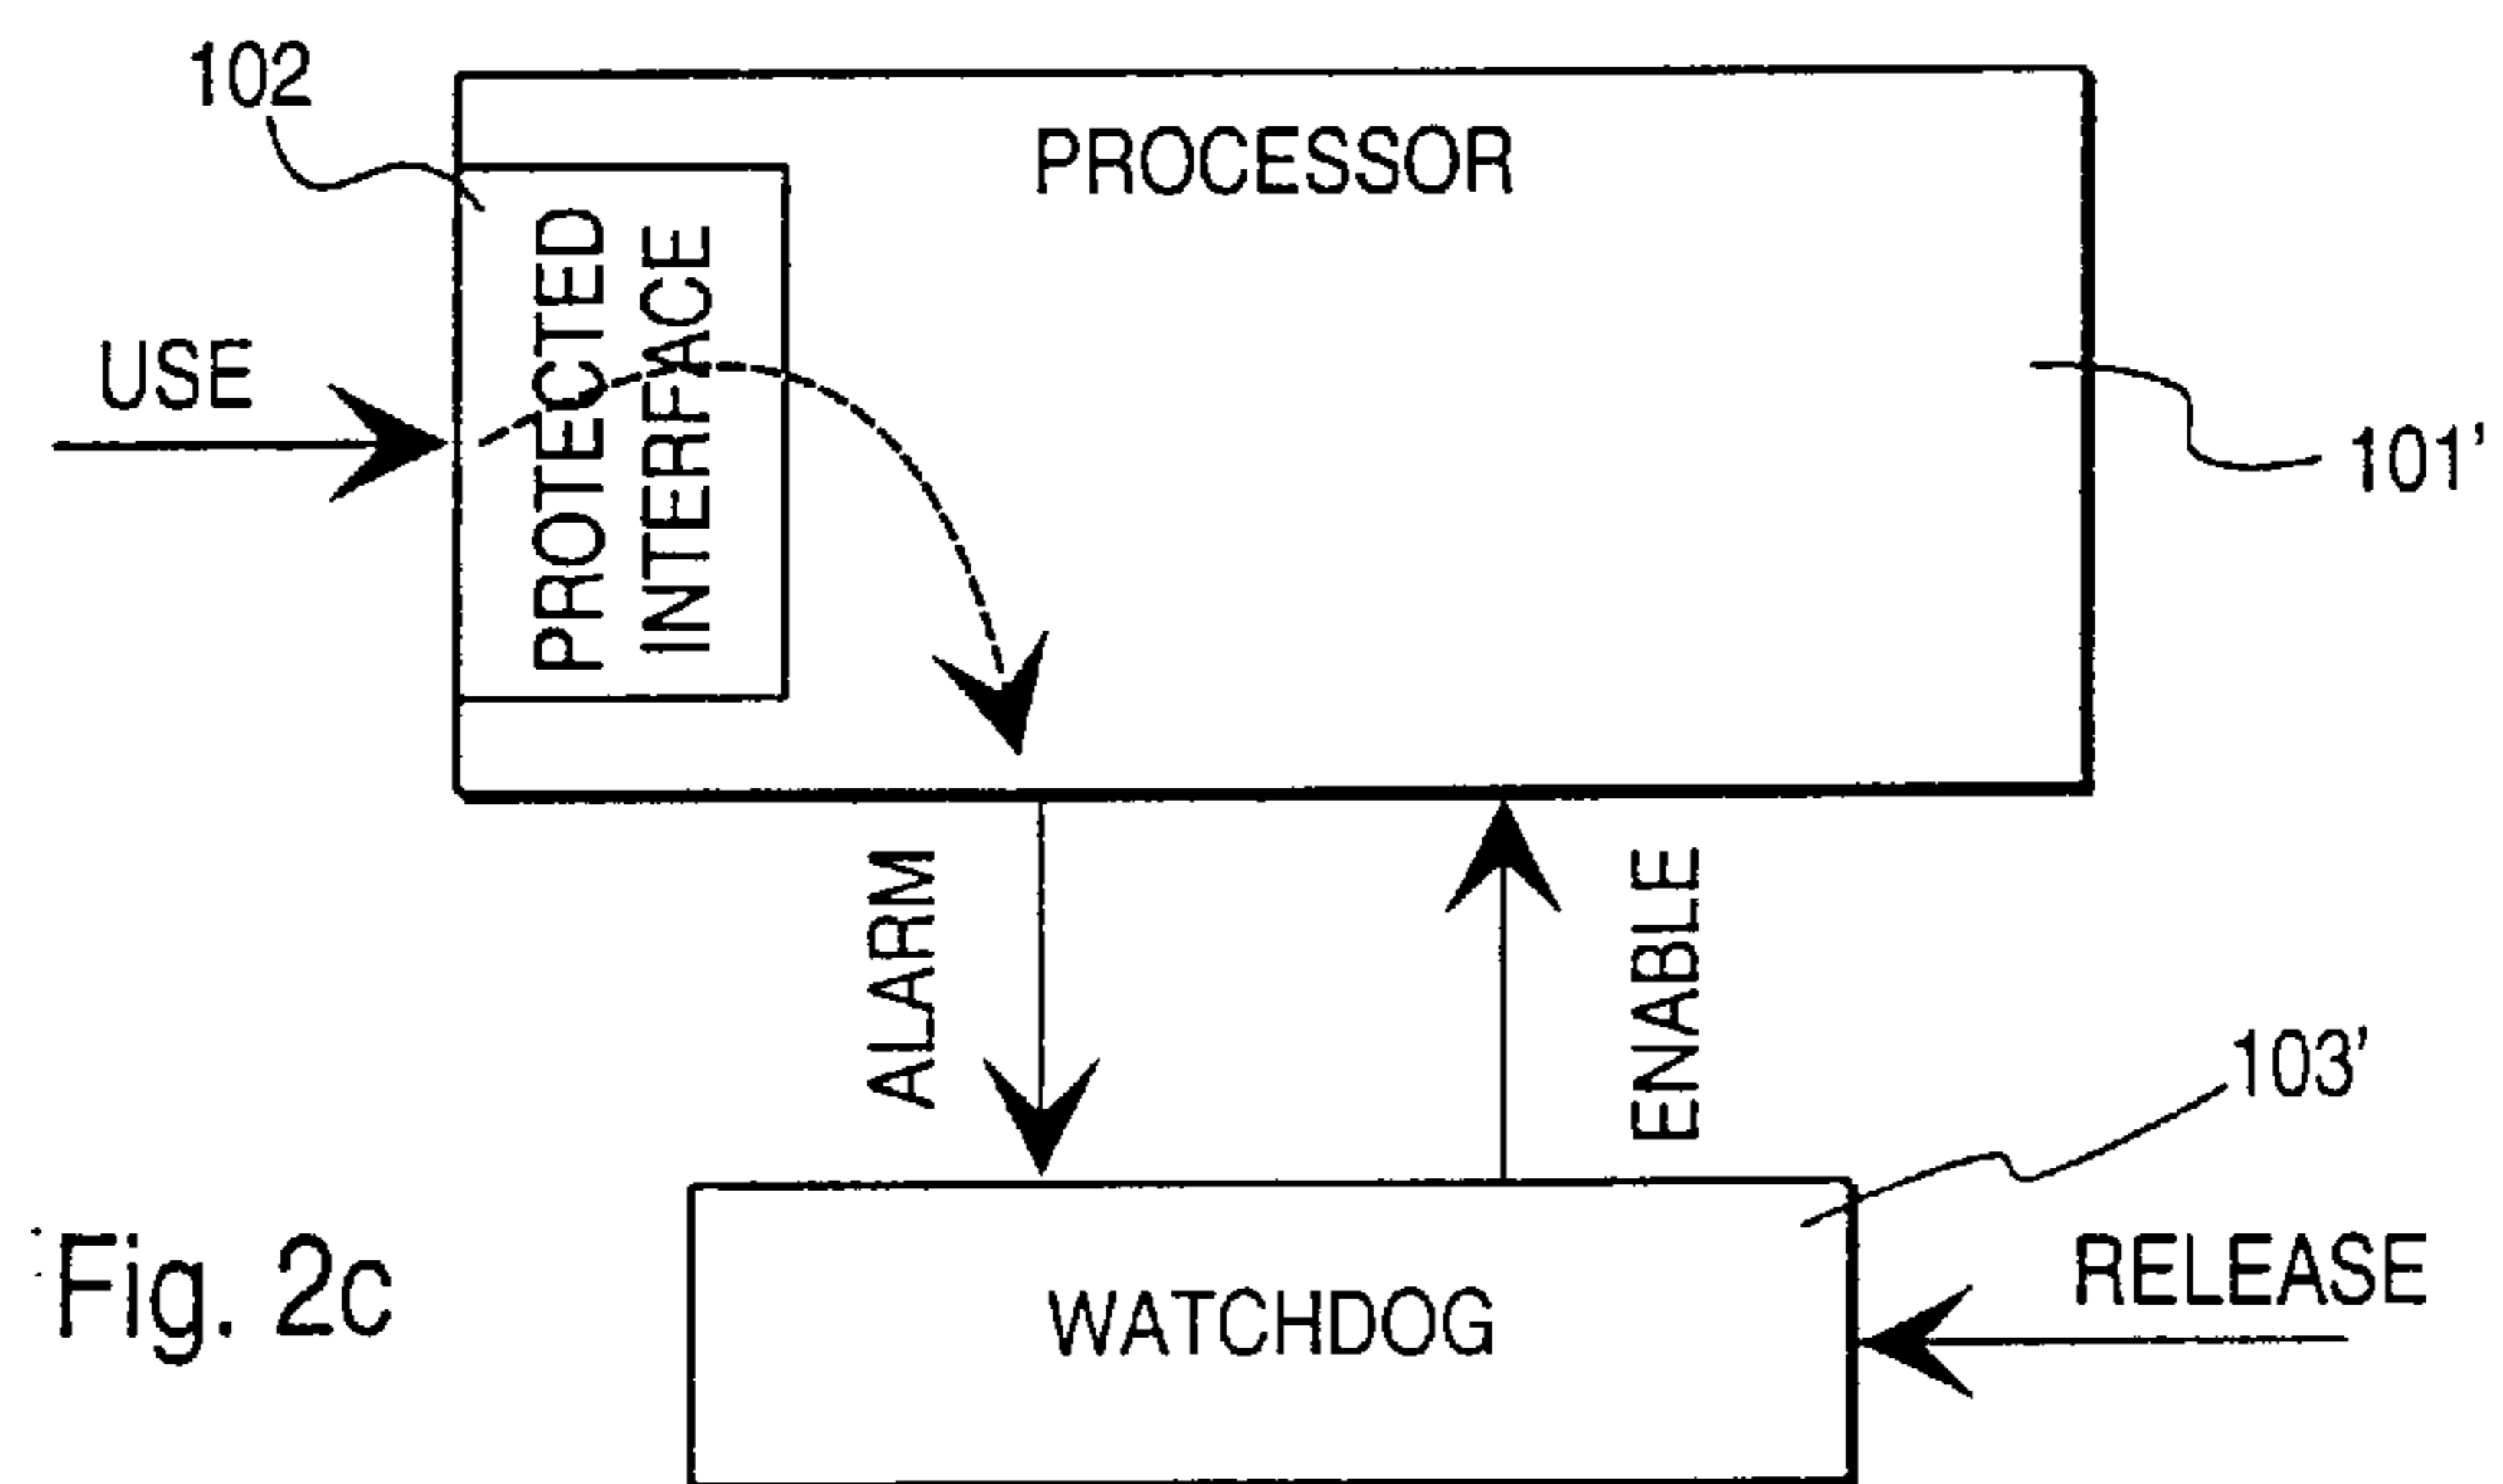 102
PROCESSOR
PROTECTED
INTERFACE
USE
101'
ALARM
ENABLE
103'
RELEASE
WATCHDOG
Fig. 2c